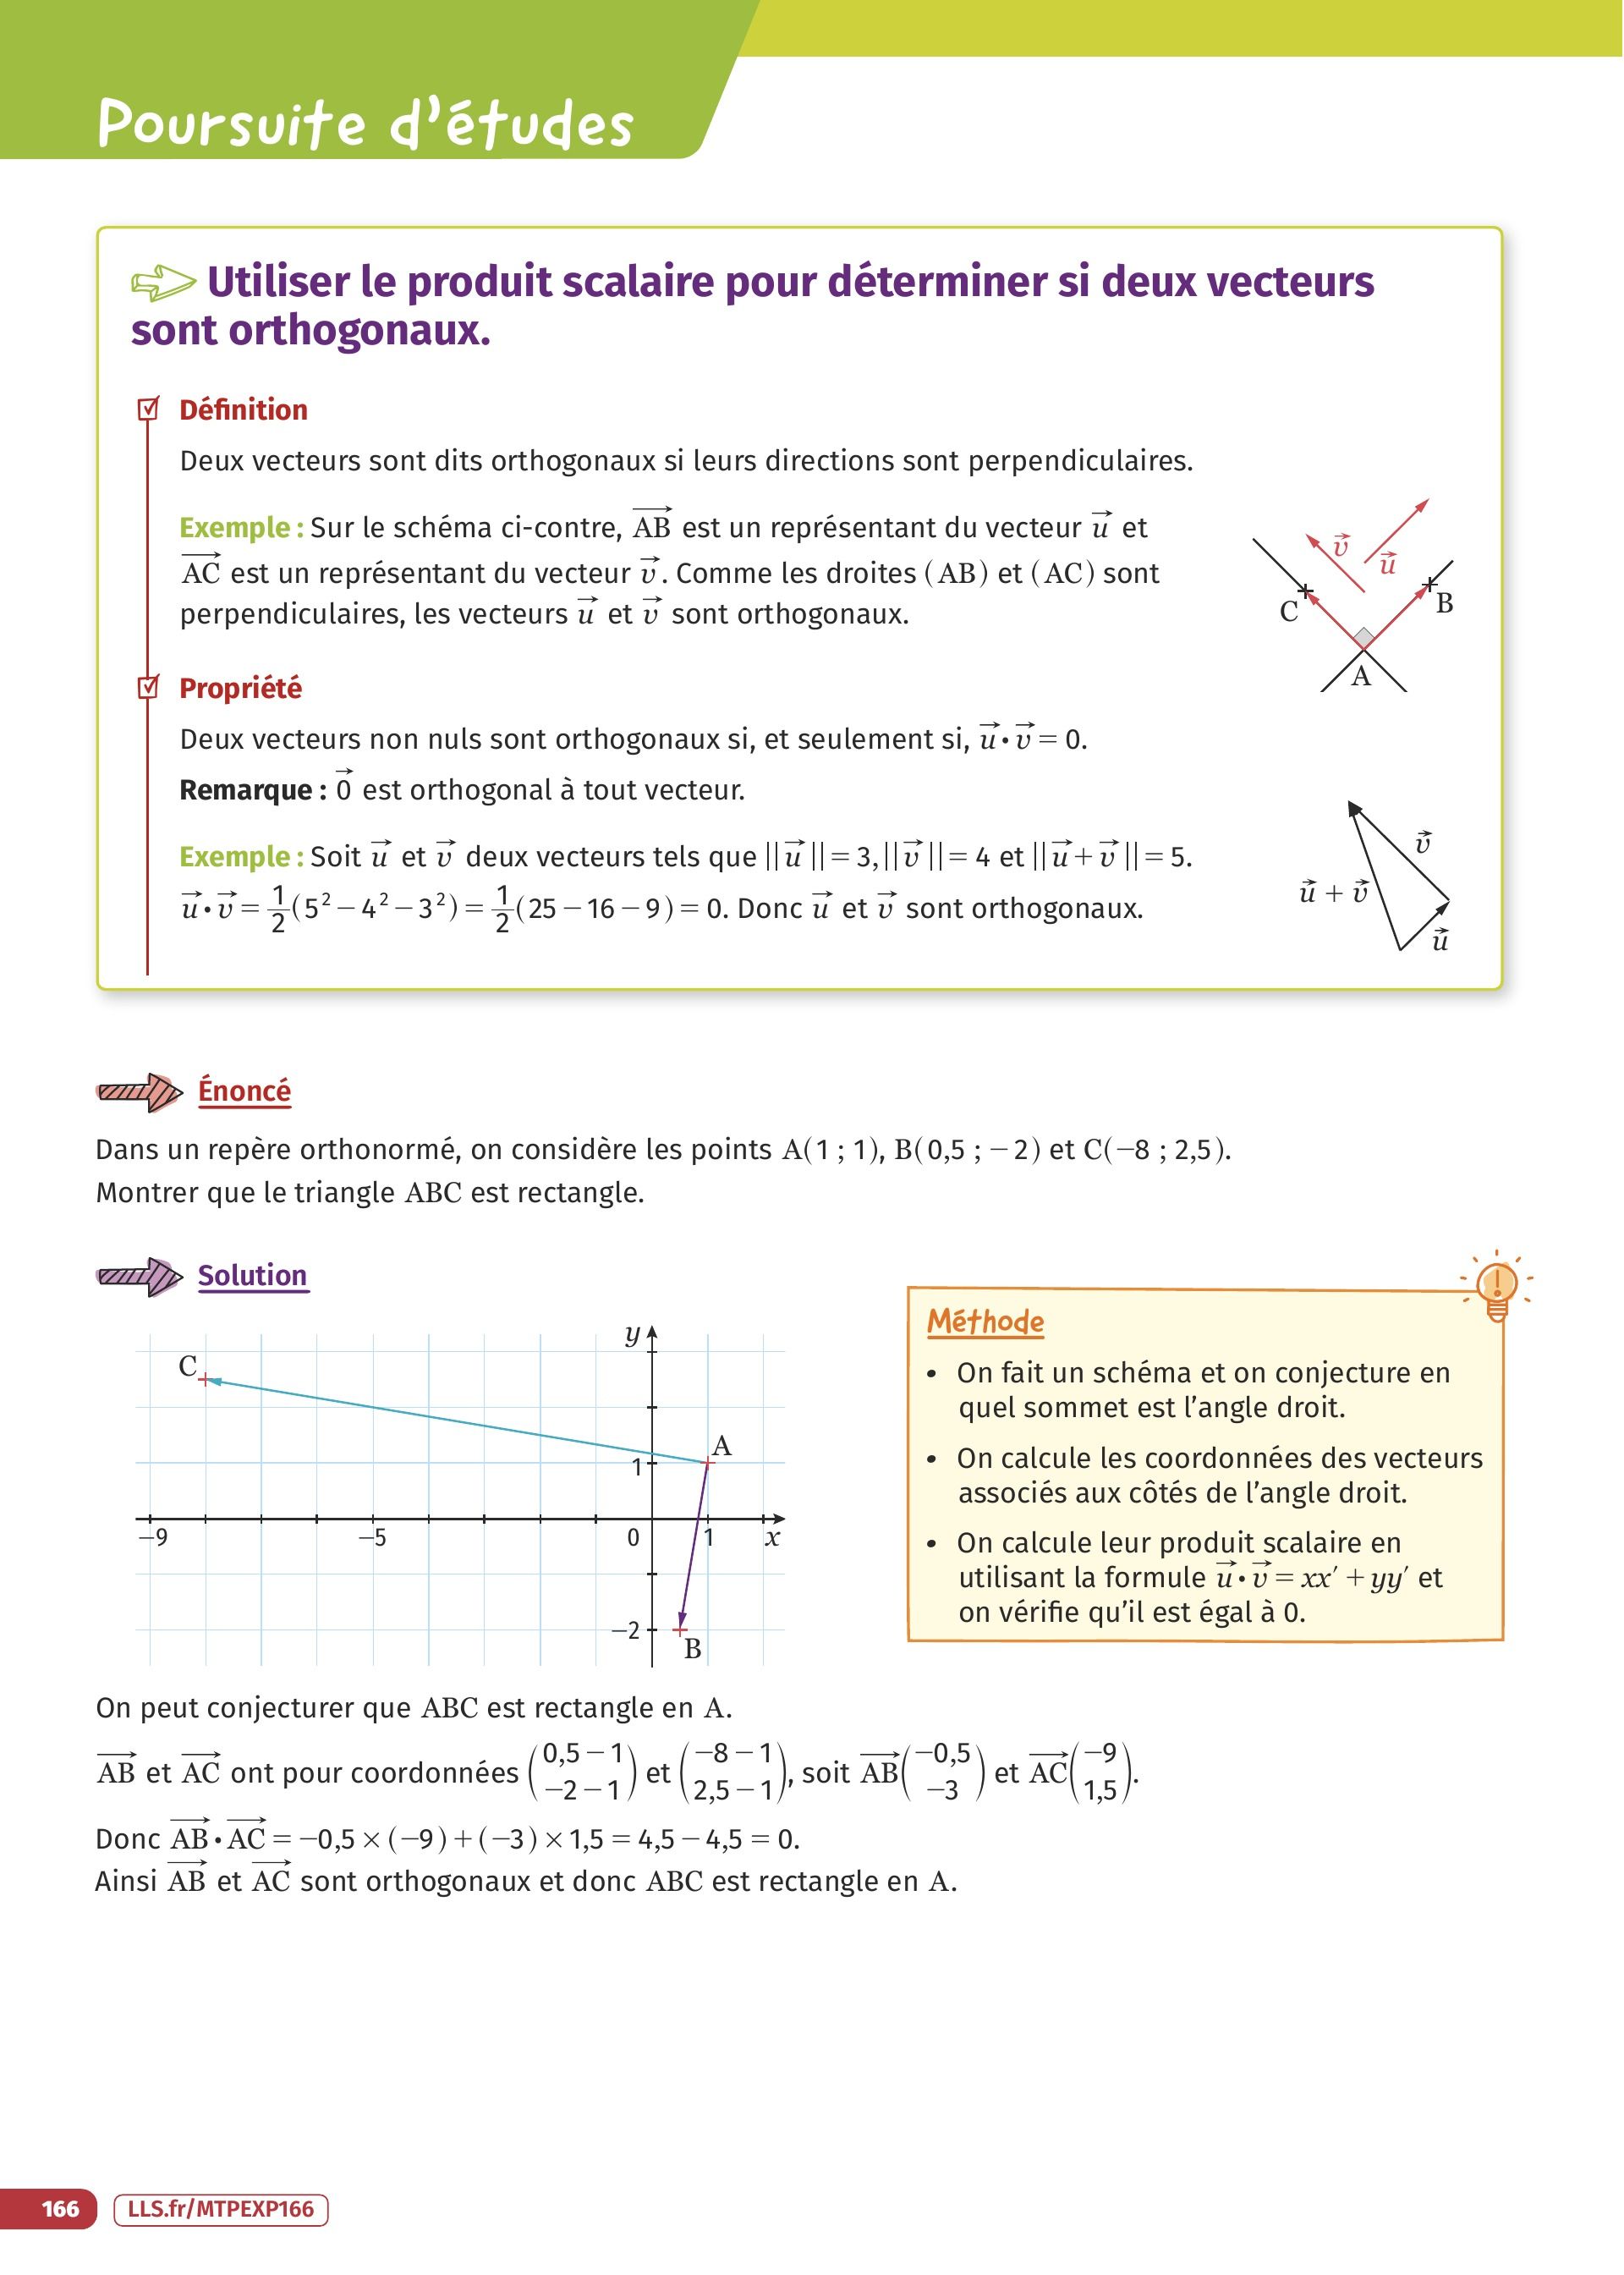 Poursuite d'études
Utiliser le produit scalaire pour déterminer si deux vecteurs
sont orthogonaux.
Définition
Deux vecteurs sont dits orthogonaux si leurs directions sont perpendiculaires.
Exemple : Sur le schéma ci-contre, $\overrightarrow{AB}$ est un représentant du vecteur $\vec{u}$ et
$\overrightarrow{AC}$ est un représentant du vecteur $\vec{v}$. Comme les droites (AB) et (AC) sont
perpendiculaires, les vecteurs $\vec{u}$ et $\vec{v}$ sont orthogonaux.
$\vec{v}$
$\vec{u}$
C
B
A
Propriété
Deux vecteurs non nuls sont orthogonaux si, et seulement si, $\vec{u} \cdot \vec{v} = 0$.
Remarque : $\vec{0}$ est orthogonal à tout vecteur.
Exemple : Soit $\vec{u}$ et $\vec{v}$ deux vecteurs tels que $||\vec{u}|| = 3, ||\vec{v}|| = 4$ et $||\vec{u} + \vec{v}|| = 5$.
$\vec{u} \cdot \vec{v} = \frac{1}{2}(5^2 - 4^2 - 3^2) = \frac{1}{2}(25 - 16 - 9) = 0$. Donc $\vec{u}$ et $\vec{v}$ sont orthogonaux.
$\vec{v}$
$\vec{u} + \vec{v}$
$\vec{u}$
Énoncé
Dans un repère orthonormé, on considère les points A(1 ; 1), B(0,5 ; −2) et C(−8 ; 2,5).
Montrer que le triangle ABC est rectangle.
Solution
y
C
A
1
−9
−5
0
1
x
−2
B
Méthode
• On fait un schéma et on conjecture en
quel sommet est l'angle droit.
• On calcule les coordonnées des vecteurs
associés aux côtés de l'angle droit.
• On calcule leur produit scalaire en
utilisant la formule $\vec{u} \cdot \vec{v} = xx' + yy'$ et
on vérifie qu'il est égal à 0.
On peut conjecturer que ABC est rectangle en A.
$\overrightarrow{AB}$ et $\overrightarrow{AC}$ ont pour coordonnées $\begin{pmatrix} 0,5 - 1 \\ -2 - 1 \end{pmatrix}$ et $\begin{pmatrix} -8 - 1 \\ 2,5 - 1 \end{pmatrix}$, soit $\overrightarrow{AB}\begin{pmatrix} -0,5 \\ -3 \end{pmatrix}$ et $\overrightarrow{AC}\begin{pmatrix} -9 \\ 1,5 \end{pmatrix}$.
Donc $\overrightarrow{AB} \cdot \overrightarrow{AC} = -0,5 \times (-9) + (-3) \times 1,5 = 4,5 - 4,5 = 0$.
Ainsi $\overrightarrow{AB}$ et $\overrightarrow{AC}$ sont orthogonaux et donc ABC est rectangle en A.
166
LLS.fr/MTPEXP166